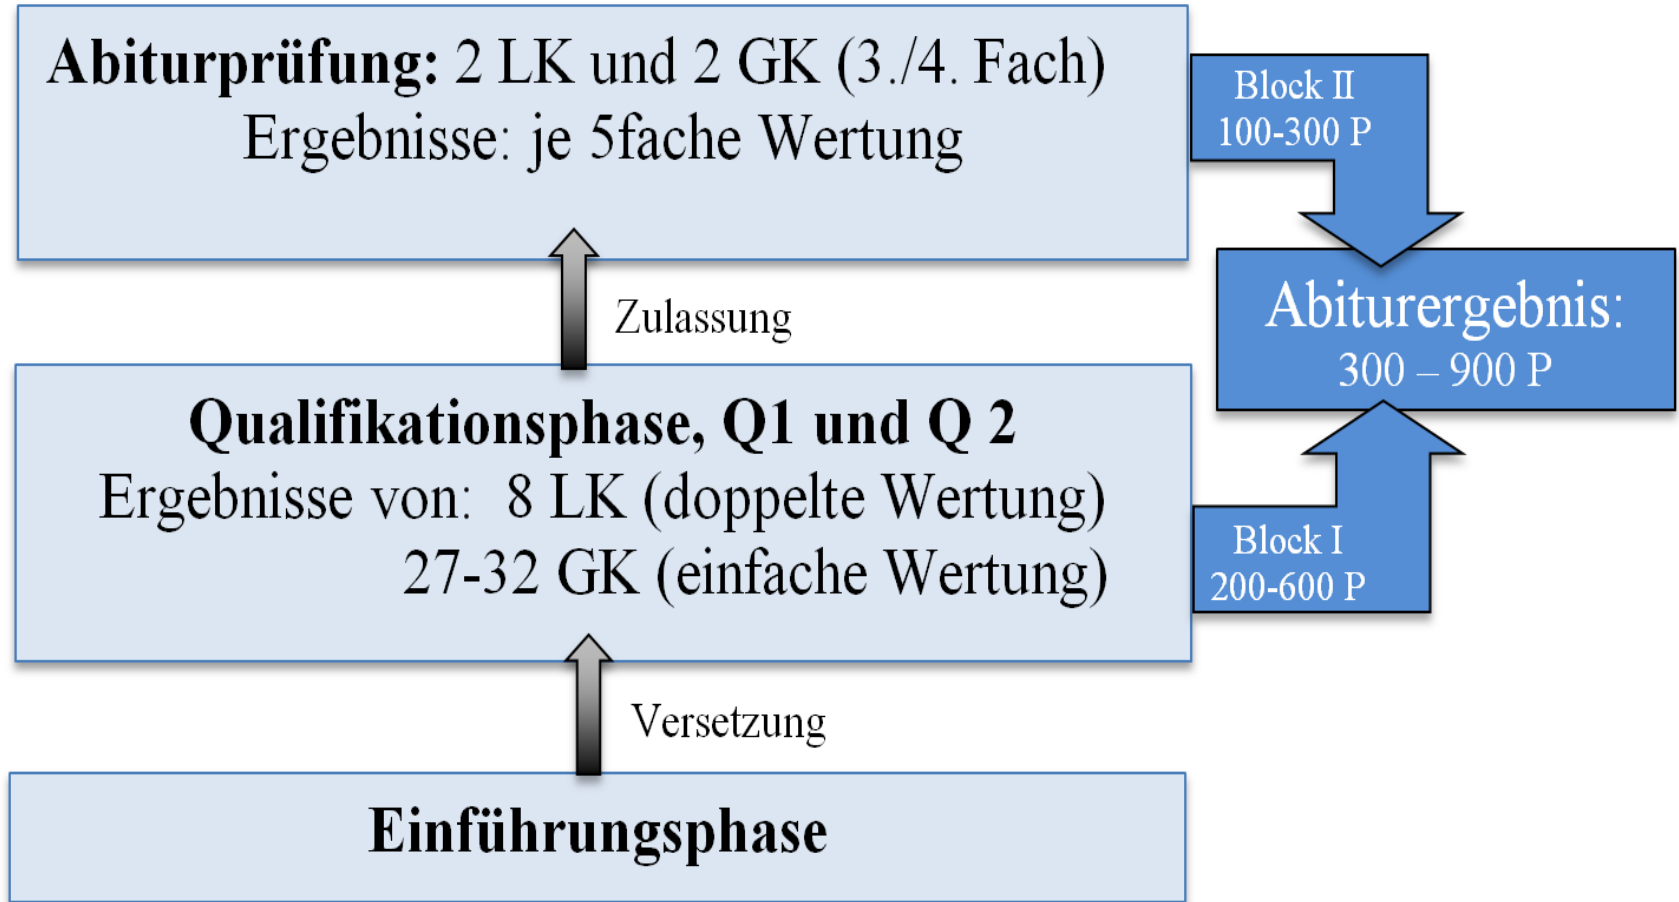 Abiturprüfung: 2 LK und 2 GK (3./4. Fach)
Ergebnisse: je 5fache Wertung
Block II
100-300 P
Zulassung
Abiturergebnis:
300 – 900 P
Qualifikationsphase, Q1 und Q 2
Ergebnisse von: 8 LK (doppelte Wertung)
27-32 GK (einfache Wertung)
Block I
200-600 P
Versetzung
Einführungsphase